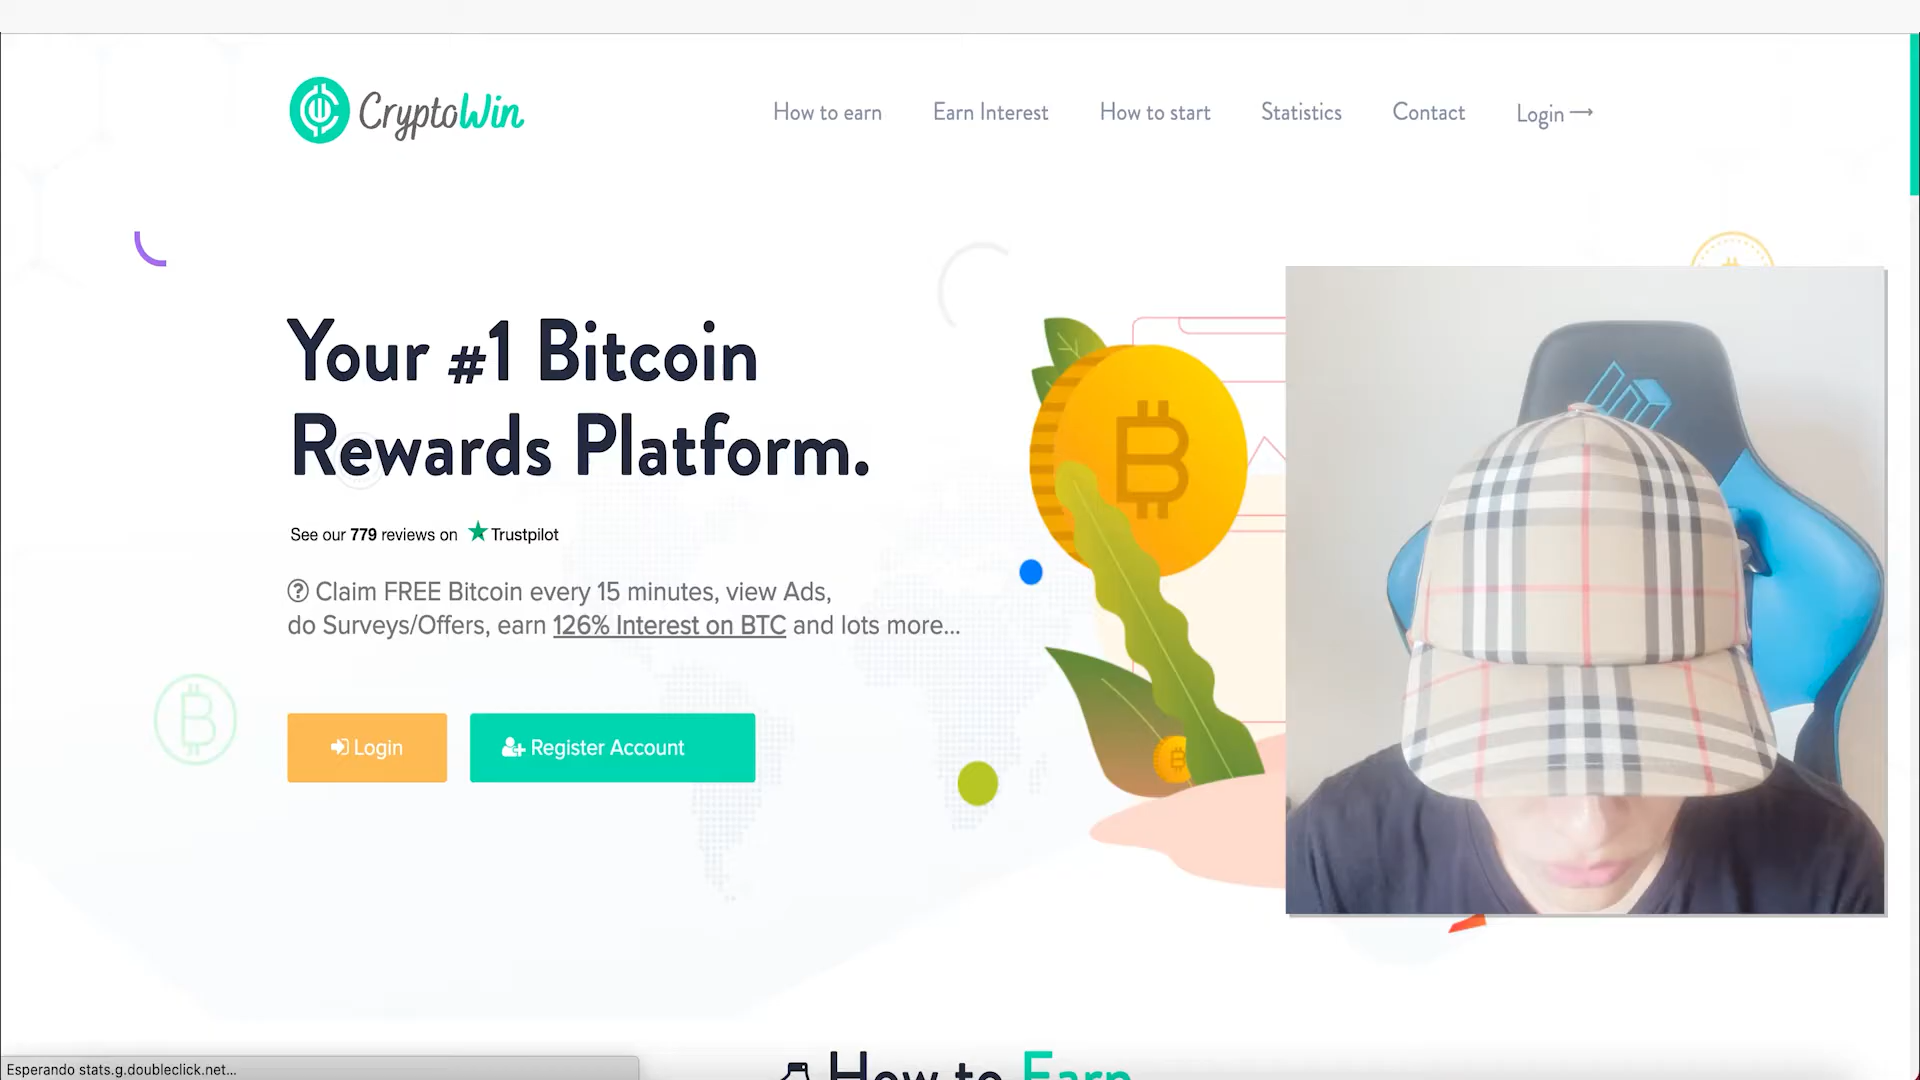 CryptoWin
How to earn
Earn Interest
How to start
Statistics
Contact
Login
Your #1 Bitcoin
Rewards Platform.
See our 779 reviews on Trustpilot
Claim FREE Bitcoin every 15 minutes, view Ads,
do Surveys/Offers, earn 126% Interest on BTC and lots more...
Login
Register Account
How to Earn
Esperando stats.g.doubleclick.net...